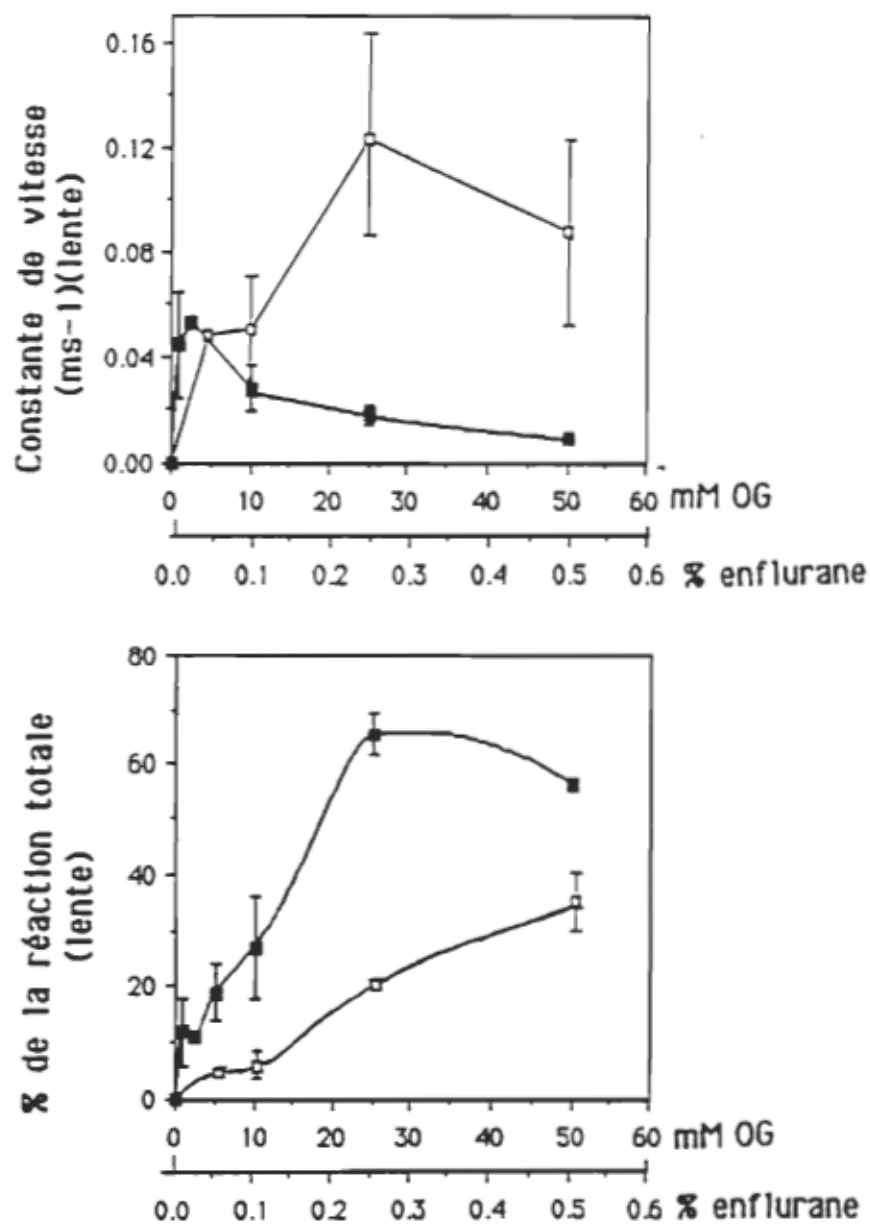 Constante de vitesse
(ms-1)(lente)
0.16
0.12
0.08
0.04
0.00
0 10 20 30 40 50 60 mM OG
0.0 0.1 0.2 0.3 0.4 0.5 0.6 % enflurane
% de la réaction totale
(lente)
80
60
40
20
0
0 10 20 30 40 50 60 mM OG
0.0 0.1 0.2 0.3 0.4 0.5 0.6 % enflurane